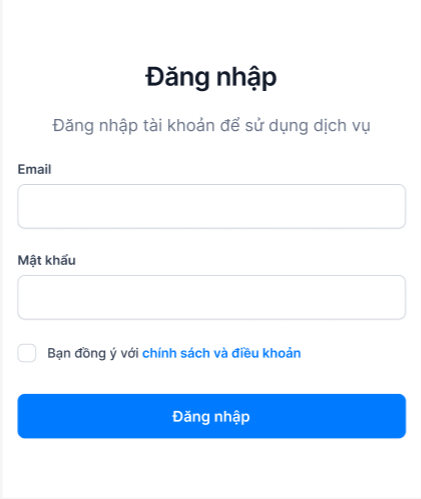 Đăng nhập
Đăng nhập tài khoản để sử dụng dịch vụ
Email
Mật khẩu
Bạn đồng ý với chính sách và điều khoản
Đăng nhập